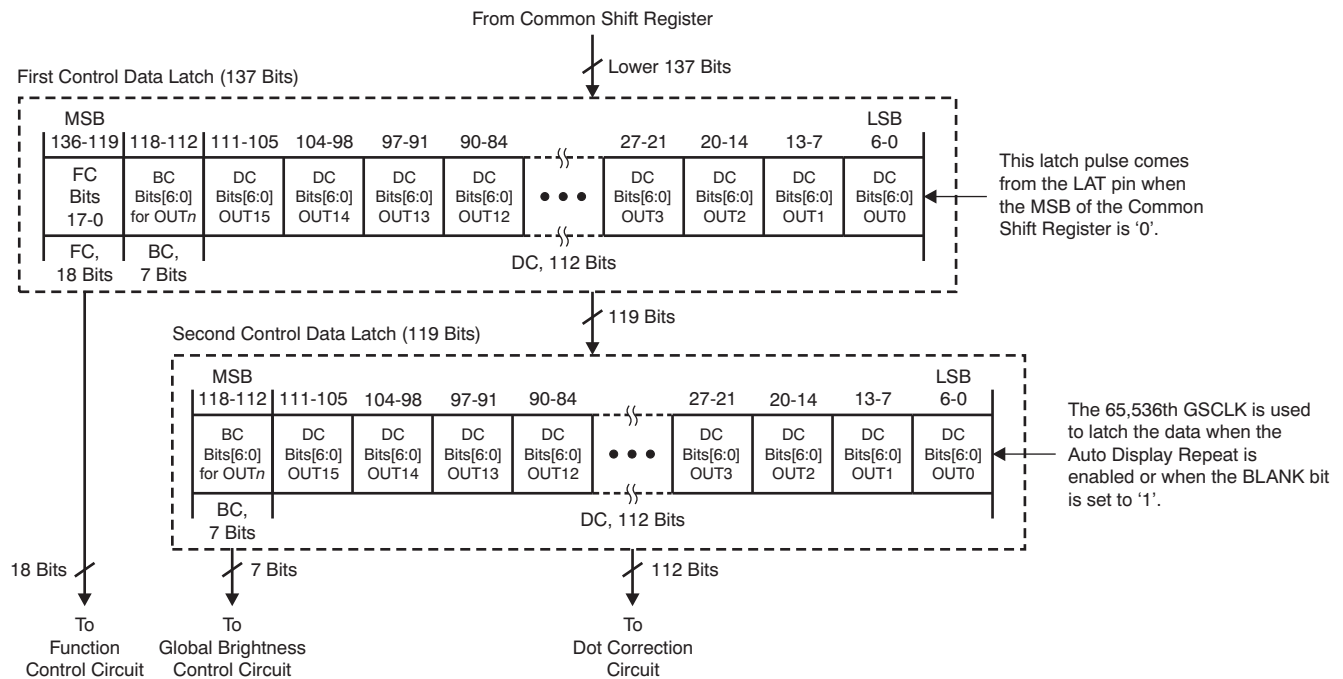 From Common Shift Register
Lower 137 Bits
First Control Data Latch (137 Bits)
MSB LSB
136-119 118-112 111-105 104-98 97-91 90-84 27-21 20-14 13-7 6-0
FC Bits 17-0
BC Bits[6:0] for OUTn
DC Bits[6:0] OUT15
DC Bits[6:0] OUT14
DC Bits[6:0] OUT13
DC Bits[6:0] OUT12
● ● ●
DC Bits[6:0] OUT3
DC Bits[6:0] OUT2
DC Bits[6:0] OUT1
DC Bits[6:0] OUT0
FC, 18 Bits
BC, 7 Bits
DC, 112 Bits
This latch pulse comes
from the LAT pin when
the MSB of the Common
Shift Register is ‘0’.
119 Bits
Second Control Data Latch (119 Bits)
MSB LSB
118-112 111-105 104-98 97-91 90-84 27-21 20-14 13-7 6-0
BC Bits[6:0] for OUTn
DC Bits[6:0] OUT15
DC Bits[6:0] OUT14
DC Bits[6:0] OUT13
DC Bits[6:0] OUT12
● ● ●
DC Bits[6:0] OUT3
DC Bits[6:0] OUT2
DC Bits[6:0] OUT1
DC Bits[6:0] OUT0
BC, 7 Bits
DC, 112 Bits
The 65,536th GSCLK is used
to latch the data when the
Auto Display Repeat is
enabled or when the BLANK bit
is set to ‘1’.
18 Bits
7 Bits
112 Bits
To
Function
Control Circuit
To
Global Brightness
Control Circuit
To
Dot Correction
Circuit